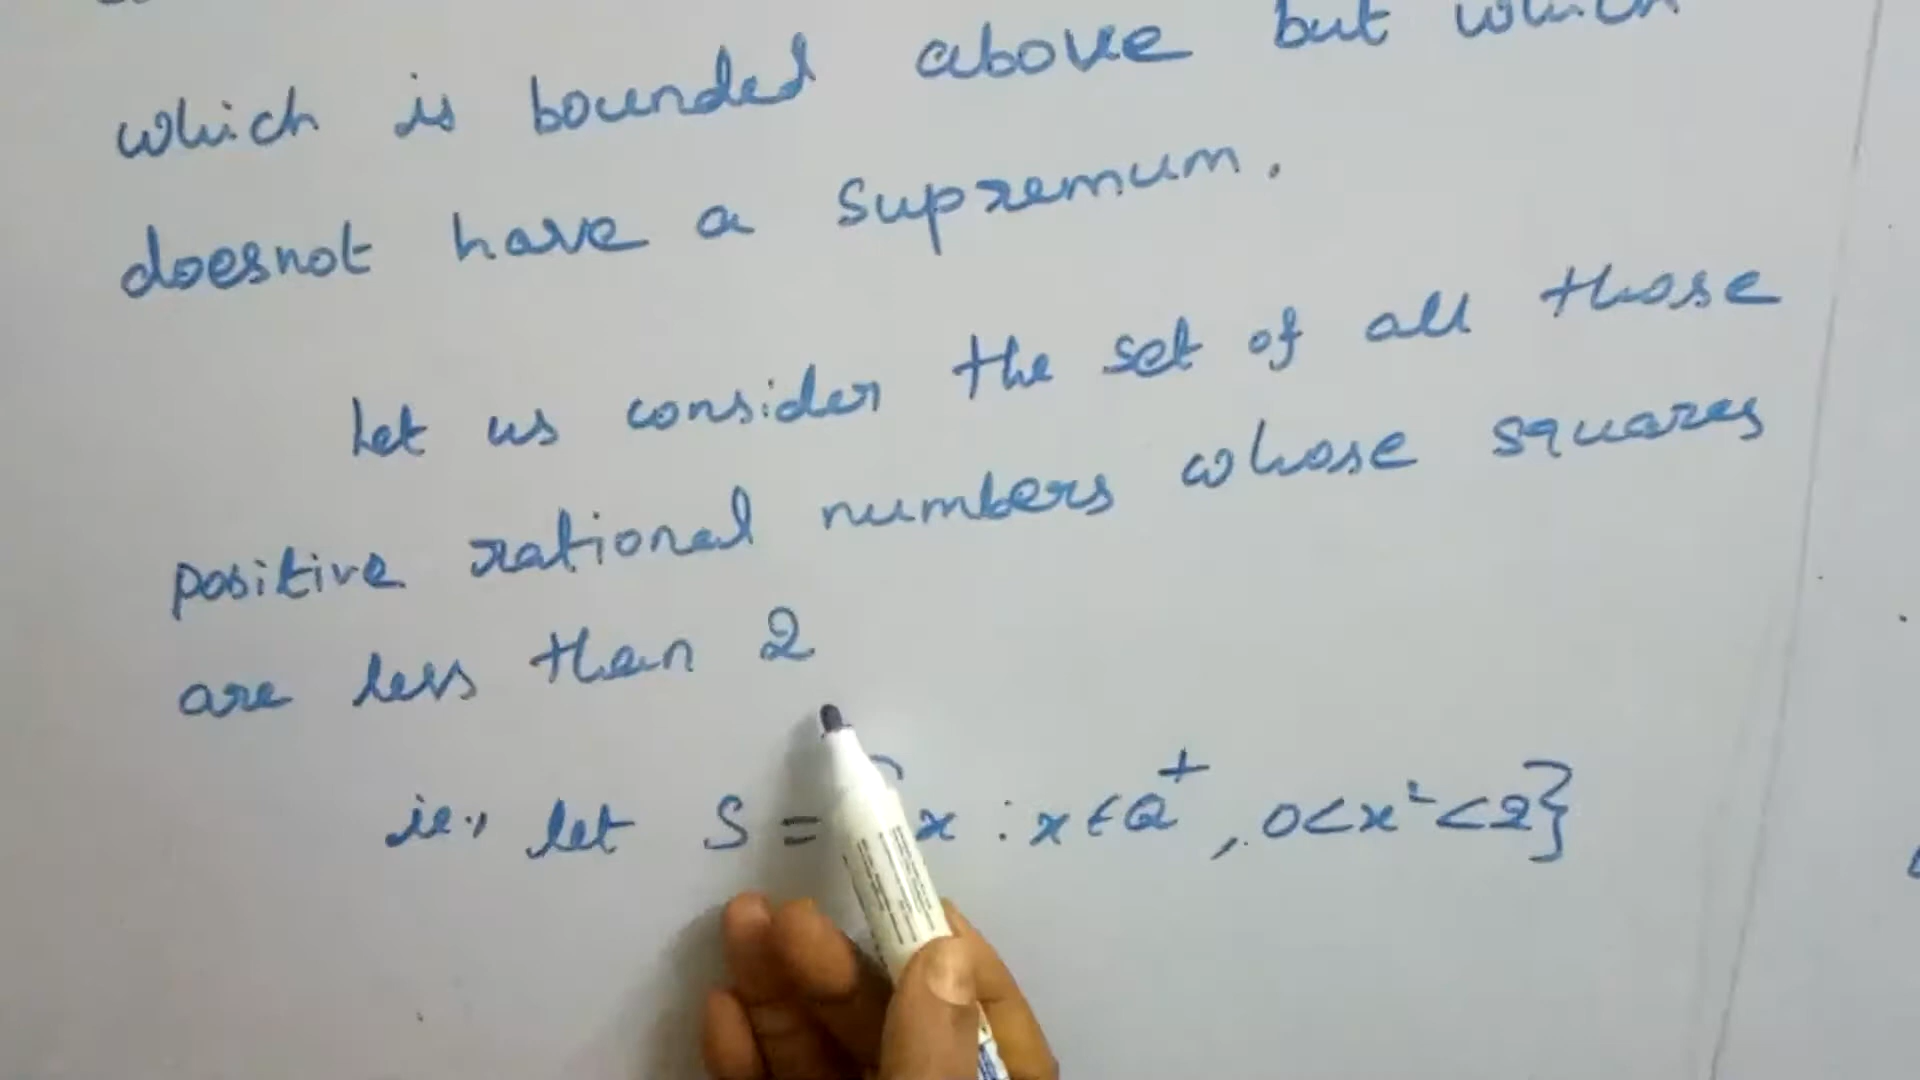 which is bounded above but which
doesnot have a supremum.
Let us consider the set of all those
positive rational numbers whose squares
are less than 2
ie., let S = {x : x ∈ Q⁺, 0<x²<2}